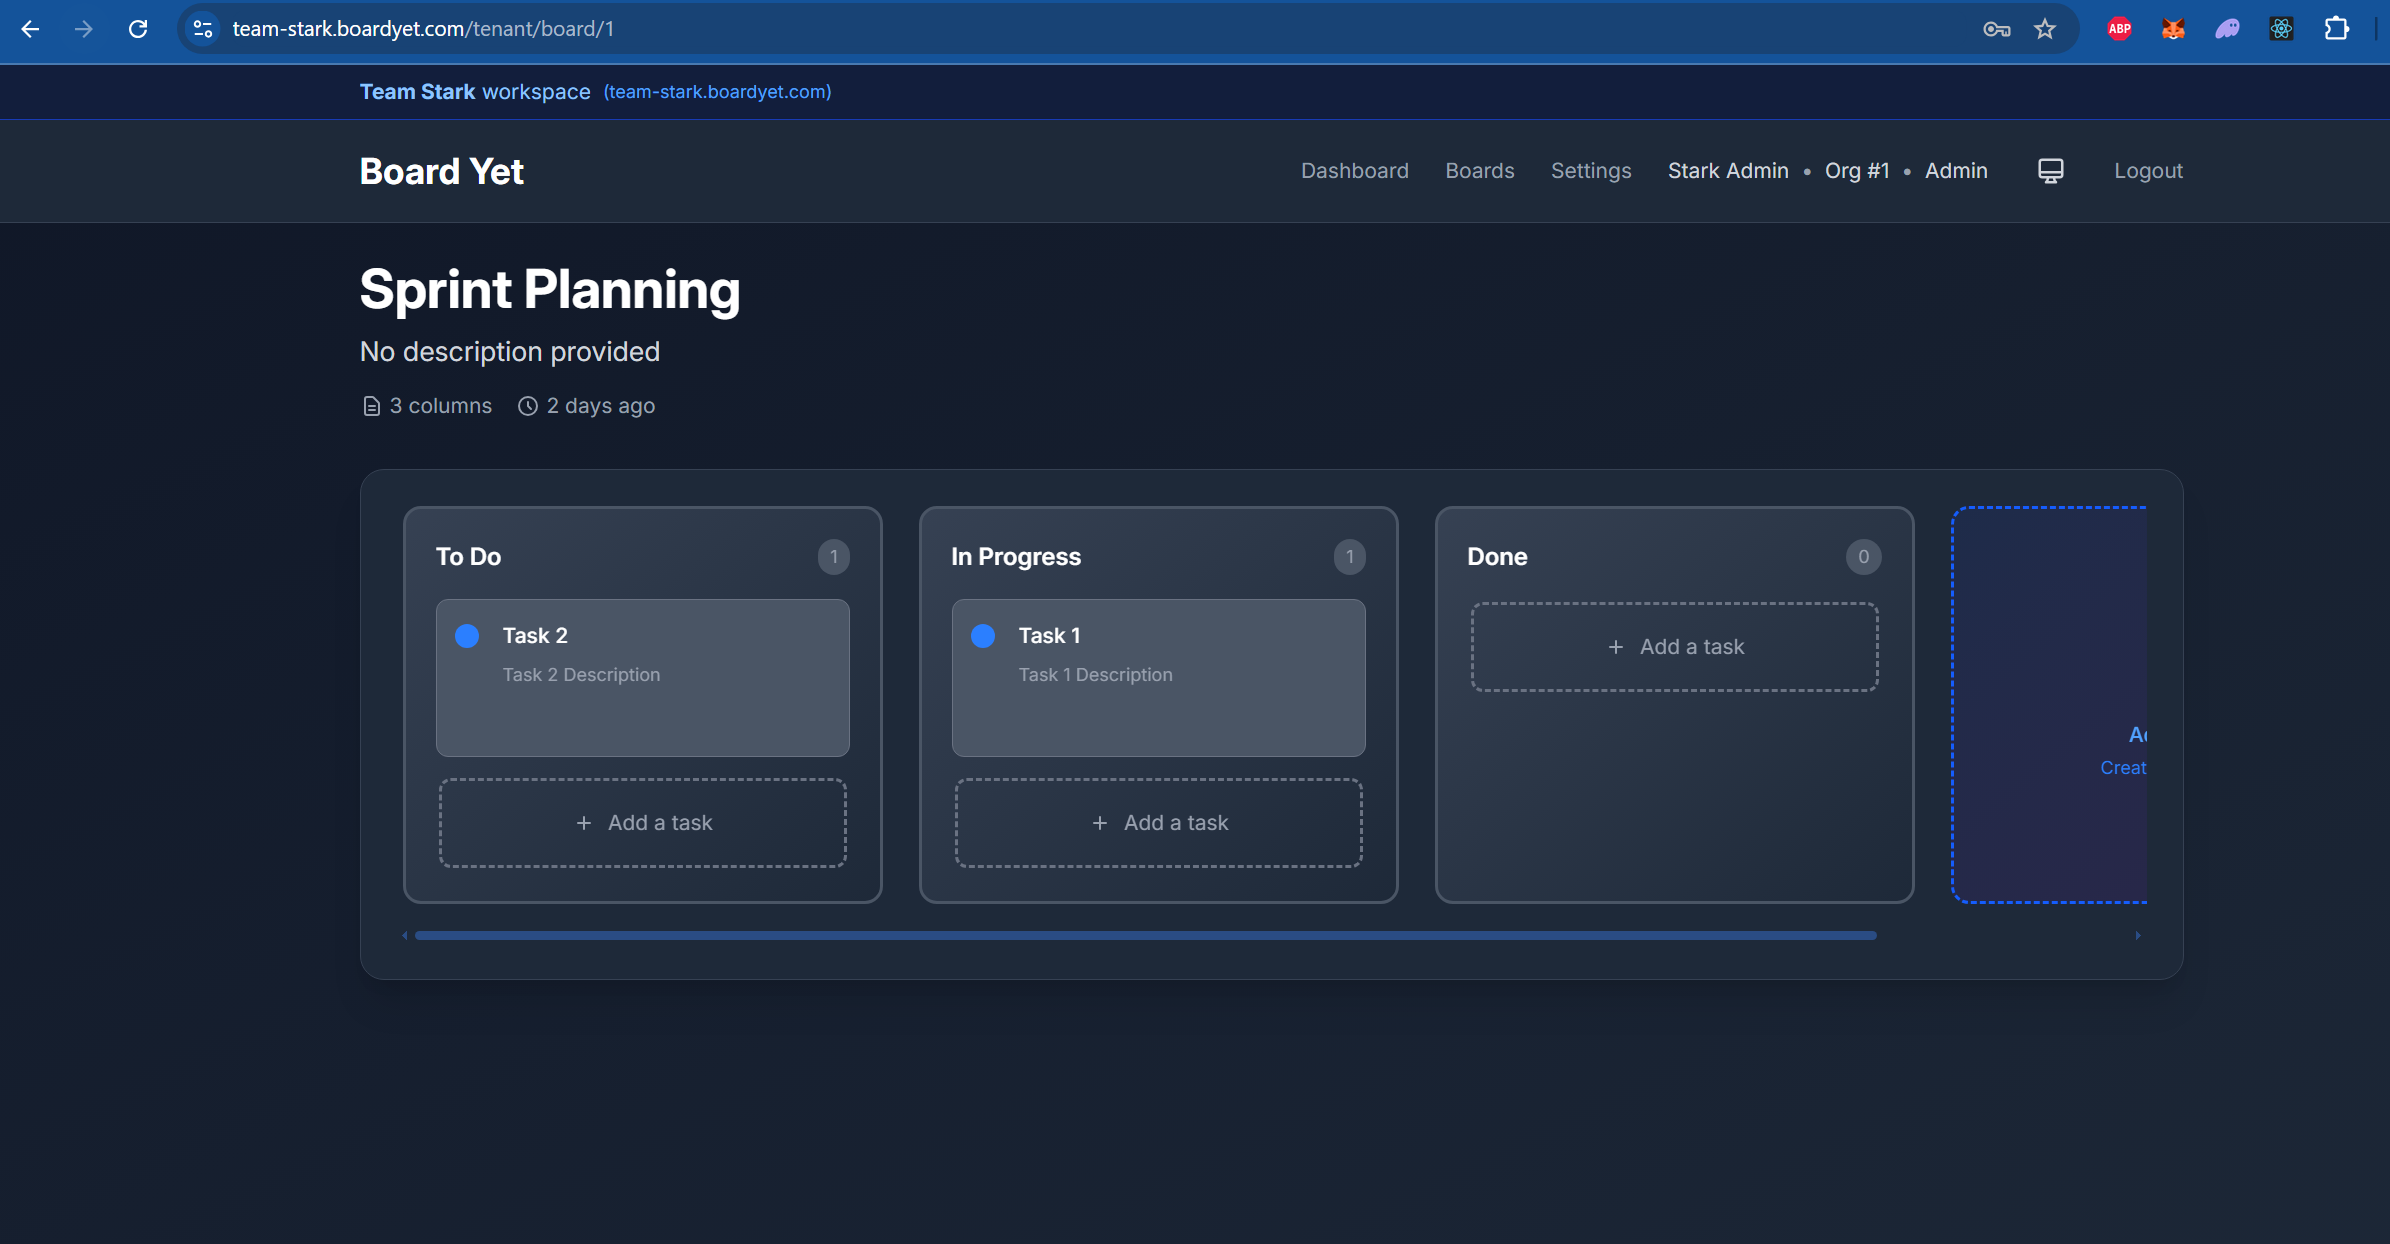 team-stark.boardyet.com/tenant/board/1
ABP
Team Stark workspace (team-stark.boardyet.com)
Board Yet
Dashboard Boards Settings Stark Admin • Org #1 • Admin Logout
Sprint Planning
No description provided
3 columns 2 days ago
To Do 1
Task 2
Task 2 Description
+ Add a task
In Progress 1
Task 1
Task 1 Description
+ Add a task
Done 0
+ Add a task